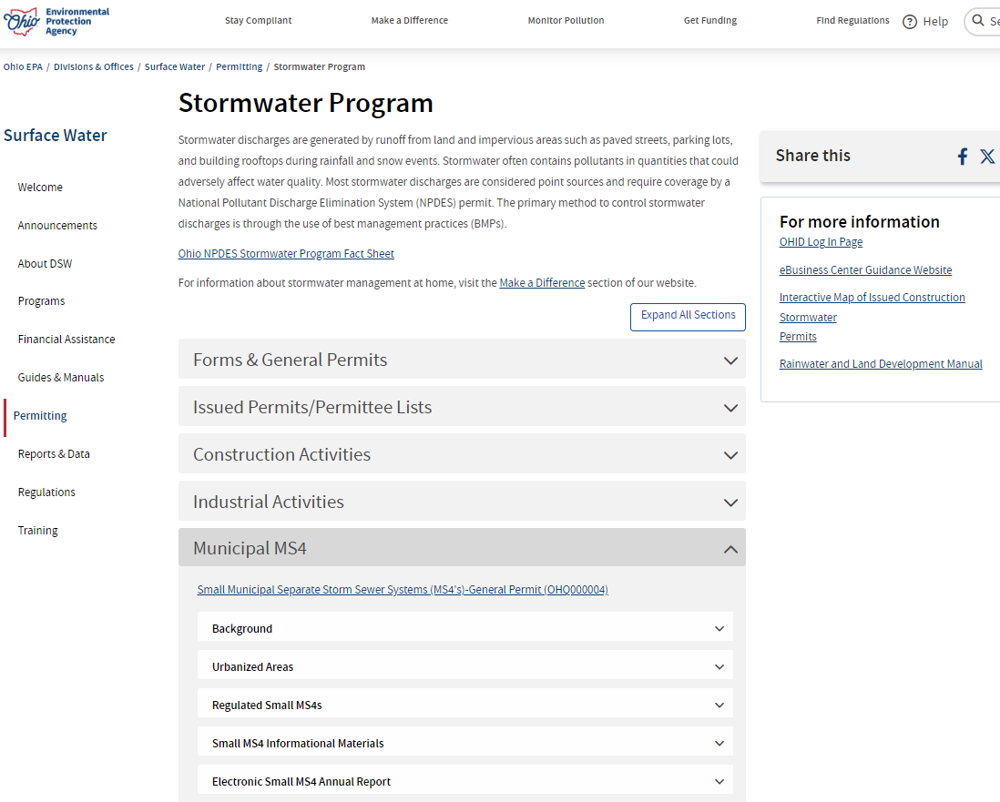 Ohio Environmental
Protection
Agency
Stay Compliant
Make a Difference
Monitor Pollution
Get Funding
Find Regulations
Help
Ohio EPA / Divisions & Offices / Surface Water / Permitting / Stormwater Program
Surface Water
Welcome
Announcements
About DSW
Programs
Financial Assistance
Guides & Manuals
Permitting
Reports & Data
Regulations
Training
Stormwater Program
Stormwater discharges are generated by runoff from land and impervious areas such as paved streets, parking lots,
and building rooftops during rainfall and snow events. Stormwater often contains pollutants in quantities that could
adversely affect water quality. Most stormwater discharges are considered point sources and require coverage by a
National Pollutant Discharge Elimination System (NPDES) permit. The primary method to control stormwater
discharges is through the use of best management practices (BMPs).
Ohio NPDES Stormwater Program Fact Sheet
For information about stormwater management at home, visit the Make a Difference section of our website.
Expand All Sections
Forms & General Permits
Issued Permits/Permittee Lists
Construction Activities
Industrial Activities
Municipal MS4
Small Municipal Separate Storm Sewer Systems (MS4's)-General Permit (OHQ000004)
Background
Urbanized Areas
Regulated Small MS4s
Small MS4 Informational Materials
Electronic Small MS4 Annual Report
Share this
For more information
OHID Log In Page
eBusiness Center Guidance Website
Interactive Map of Issued Construction
Stormwater
Permits
Rainwater and Land Development Manual